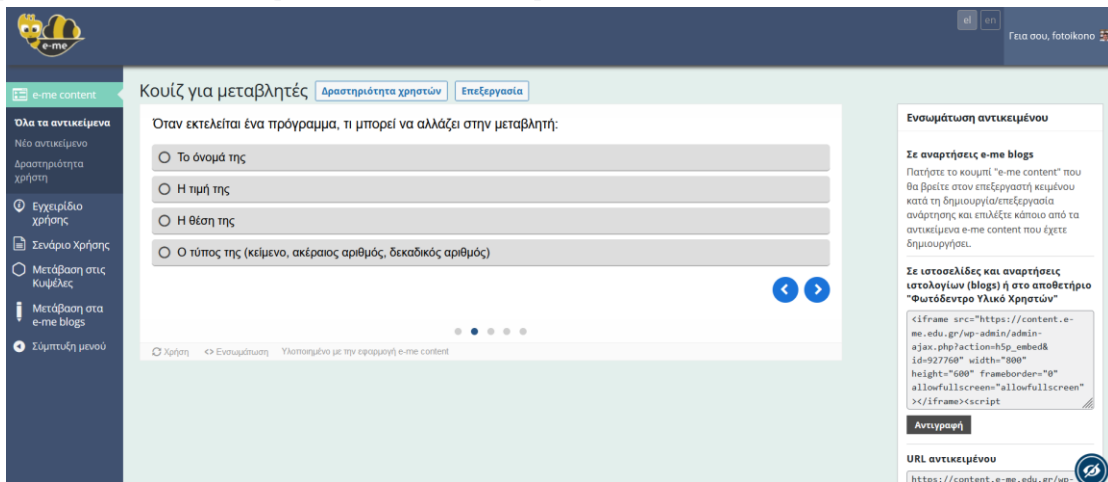 e-me
el en
Γεια σου, fotoikono
e-me content
Όλα τα αντικείμενα
Νέο αντικείμενο
Δραστηριότητα
χρήστη
Εγχειρίδιο
χρήσης
Σενάριο Χρήσης
Μετάβαση στις
Κυψέλες
Μετάβαση στα
e-me blogs
Σύμπτυξη μενού
Κουίζ για μεταβλητές Δραστηριότητα χρηστών Επεξεργασία
Όταν εκτελείται ένα πρόγραμμα, τι μπορεί να αλλάζει στην μεταβλητή:
Το όνομά της
Η τιμή της
Η θέση της
Ο τύπος της (κείμενο, ακέραιος αριθμός, δεκαδικός αριθμός)
Χρήση <> Ενσωμάτωση Υλοποιημένο με την εφαρμογή e-me content
Ενσωμάτωση αντικειμένου
Σε αναρτήσεις e-me blogs
Πατήστε το κουμπί "e-me content" που
θα βρείτε στον επεξεργαστή κειμένου
κατά τη δημιουργία/επεξεργασία
ανάρτησης και επιλέξτε κάποιο από τα
αντικείμενα e-me content που έχετε
δημιουργήσει.
Σε ιστοσελίδες και αναρτήσεις
ιστολογίων (blogs) ή στο αποθετήριο
"Φωτόδεντρο Υλικό Χρηστών"
<iframe src="https://content.e-
me.edu.gr/wp-admin/admin-
ajax.php?action=h5p_embed&
id=927760" width="800"
height="600" frameborder="0"
allowfullscreen="allowfullscreen"
></iframe><script
Αντιγραφή
URL αντικειμένου
https://content.e-me.edu.gr/wp-